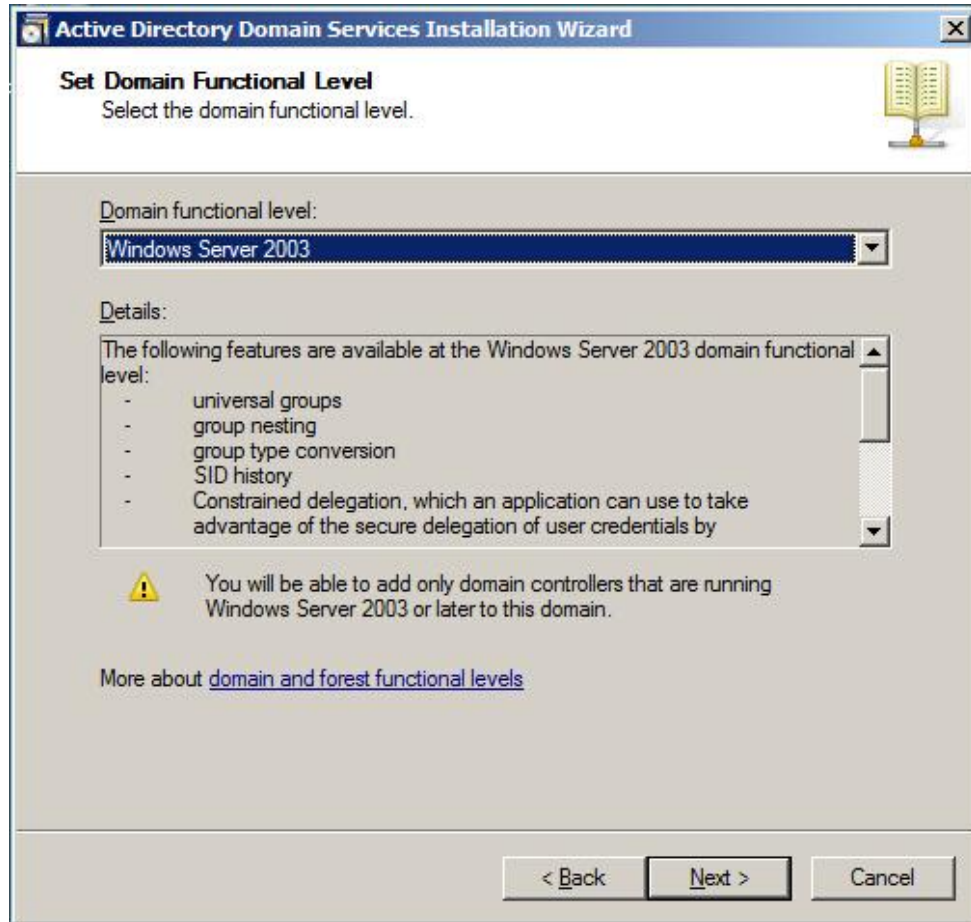 Active Directory Domain Services Installation Wizard
Set Domain Functional Level
Select the domain functional level.
Domain functional level:
Windows Server 2003
Details:
The following features are available at the Windows Server 2003 domain functional
level:
- universal groups
- group nesting
- group type conversion
- SID history
- Constrained delegation, which an application can use to take
advantage of the secure delegation of user credentials by
You will be able to add only domain controllers that are running
Windows Server 2003 or later to this domain.
More about domain and forest functional levels
< Back Next > Cancel